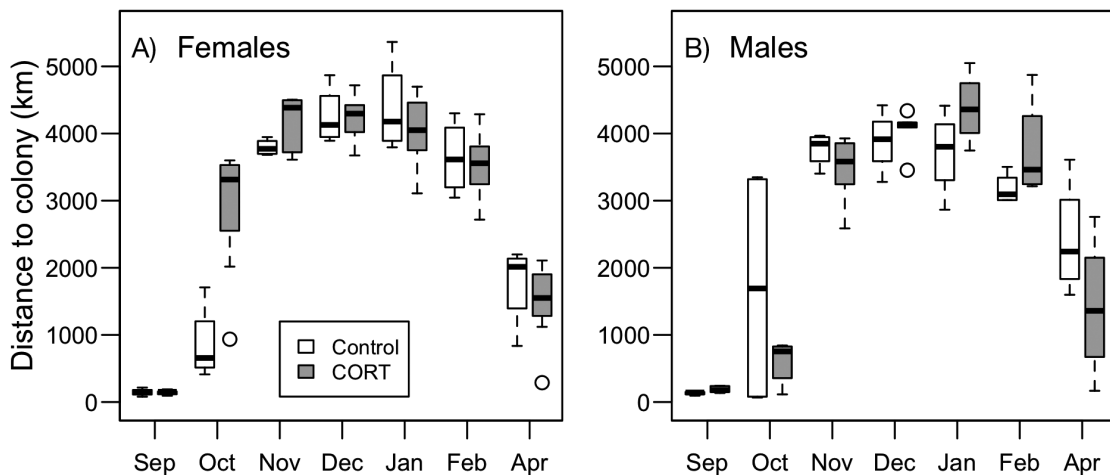 A) Females
B) Males
Distance to colony (km)
5000
4000
3000
2000
1000
0
Control
CORT
Sep Oct Nov Dec Jan Feb Apr
5000
4000
3000
2000
1000
0
Sep Oct Nov Dec Jan Feb Apr